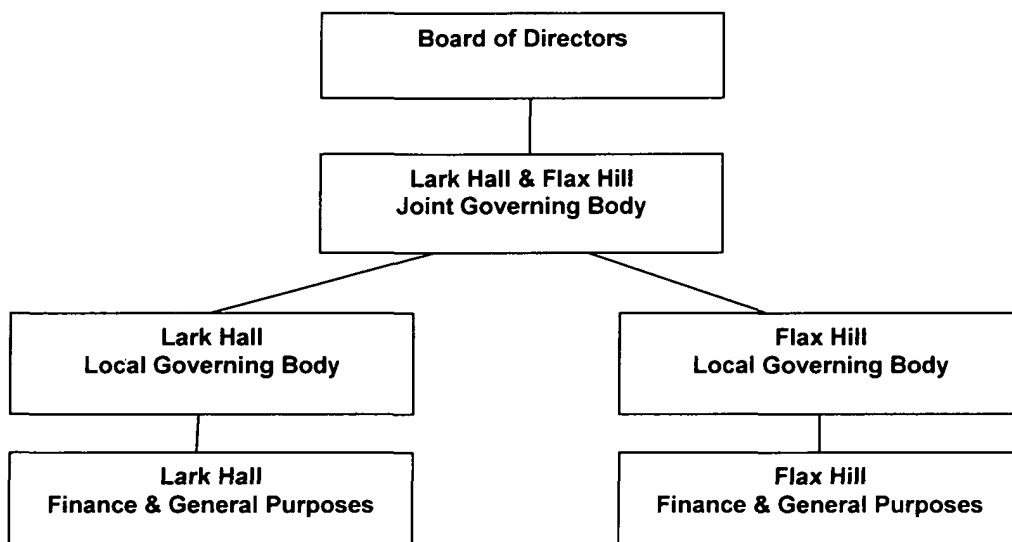 Board of Directors
Lark Hall & Flax Hill
Joint Governing Body
Lark Hall
Local Governing Body
Flax Hill
Local Governing Body
Lark Hall
Finance & General Purposes
Flax Hill
Finance & General Purposes